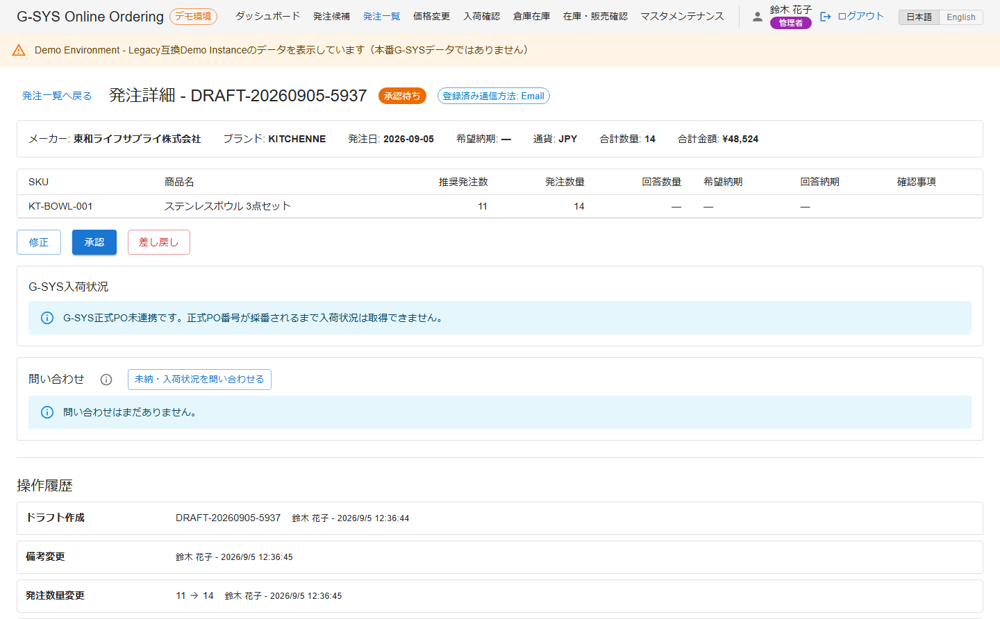 G-SYS Online Ordering デモ環境 ダッシュボード 発注候補 発注一覧 価格変更 入荷確認 倉庫在庫 在庫・販売確認 マスタメンテナンス 鈴木 花子 管理者 ログアウト 日本語 English
Demo Environment - Legacy互換Demo Instanceのデータを表示しています（本番G-SYSデータではありません）
発注一覧へ戻る 発注詳細 - DRAFT-20260905-5937 承認待ち 登録済み通信方法: Email
メーカー: 東和ライフサプライ株式会社 ブランド: KITCHENNE 発注日: 2026-09-05 希望納期: — 通貨: JPY 合計数量: 14 合計金額: ¥48,524
SKU 商品名 推奨発注数 発注数量 回答数量 希望納期 回答納期 確認事項
KT-BOWL-001 ステンレスボウル 3点セット 11 14 — — —
修正 承認 差し戻し
G-SYS入荷状況
G-SYS正式PO未連携です。正式PO番号が採番されるまで入荷状況は取得できません。
問い合わせ 未納・入荷状況を問い合わせる
問い合わせはまだありません。
操作履歴
ドラフト作成 DRAFT-20260905-5937 鈴木 花子 - 2026/9/5 12:36:44
備考変更 鈴木 花子 - 2026/9/5 12:36:45
発注数量変更 11 → 14 鈴木 花子 - 2026/9/5 12:36:45